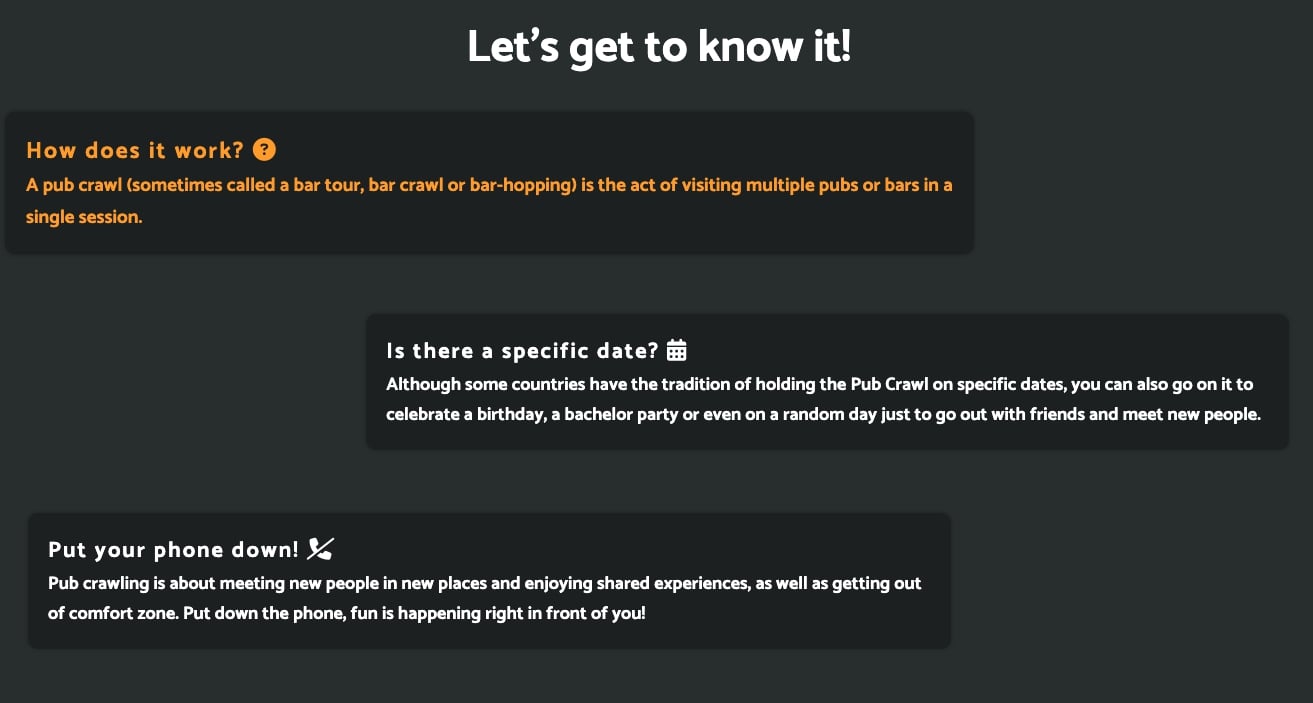 Let's get to know it!
How does it work?
A pub crawl (sometimes called a bar tour, bar crawl or bar-hopping) is the act of visiting multiple pubs or bars in a
single session.
Is there a specific date?
Although some countries have the tradition of holding the Pub Crawl on specific dates, you can also go on it to
celebrate a birthday, a bachelor party or even on a random day just to go out with friends and meet new people.
Put your phone down!
Pub crawling is about meeting new people in new places and enjoying shared experiences, as well as getting out
of comfort zone. Put down the phone, fun is happening right in front of you!